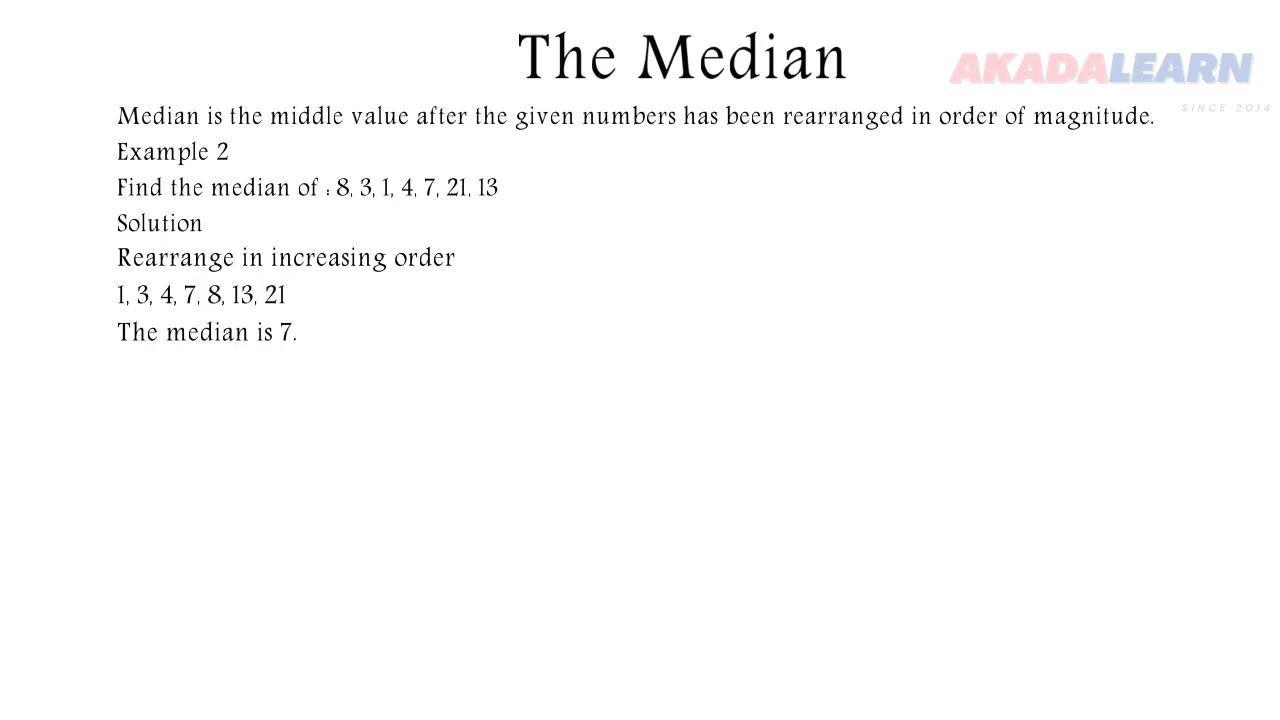 The Median
AKADALEARN
SINCE 2014
Median is the middle value after the given numbers has been rearranged in order of magnitude.
Example 2
Find the median of : 8, 3, 1, 4, 7, 21, 13
Solution
Rearrange in increasing order
1, 3, 4, 7, 8, 13, 21
The median is 7.